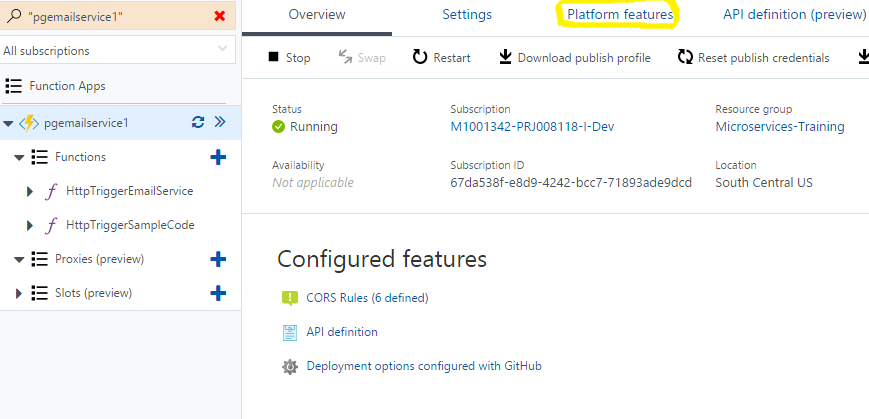 "pgemailservice1"
All subscriptions
Function Apps
pgemailservice1
Functions
HttpTriggerEmailService
HttpTriggerSampleCode
Proxies (preview)
Slots (preview)
Overview Settings Platform features API definition (preview)
Stop Swap Restart Download publish profile Reset publish credentials
Status Subscription Resource group
Running M1001342-PRJ008118-I-Dev Microservices-Training
Availability Subscription ID Location
Not applicable 67da538f-e8d9-4242-bcc7-71893ade9dcd South Central US
Configured features
CORS Rules (6 defined)
API definition
Deployment options configured with GitHub